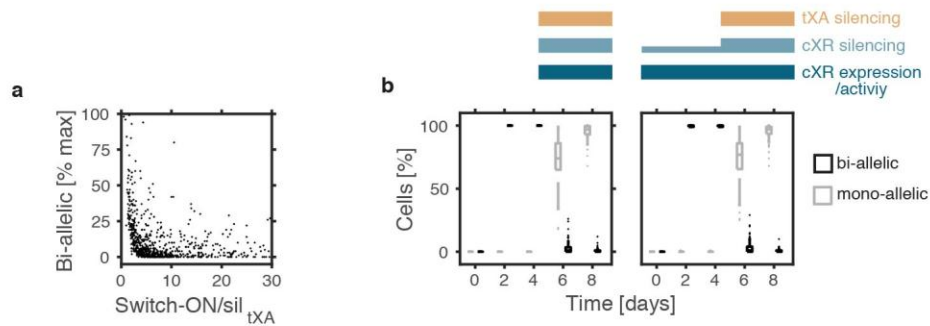 tXA silencing
cXR silencing
cXR expression
/activiy
a
b
Bi-allelic [% max]
100
75
50
25
0
0 10 20 30
Switch-ON/sil tXA
Cells [%]
100
50
0
0 2 4 6 8
0 2 4 6 8
Time [days]
bi-allelic
mono-allelic